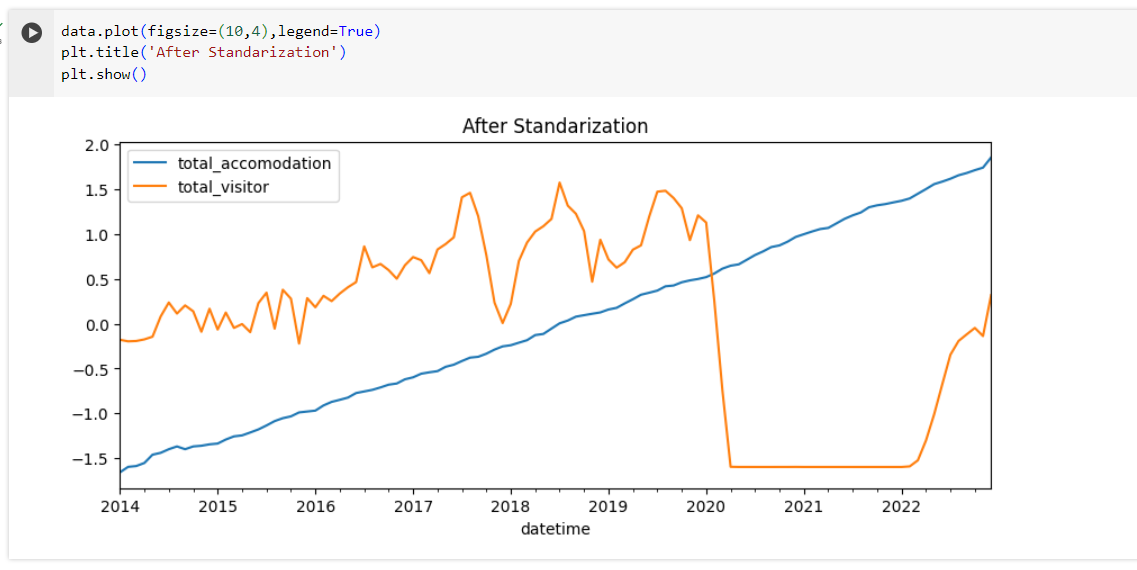 data.plot(figsize=(10,4),legend=True)
plt.title('After Standarization')
plt.show()
After Standarization
total_accomodation
total_visitor
2.0
1.5
1.0
0.5
0.0
−0.5
−1.0
−1.5
2014 2015 2016 2017 2018 2019 2020 2021 2022
datetime